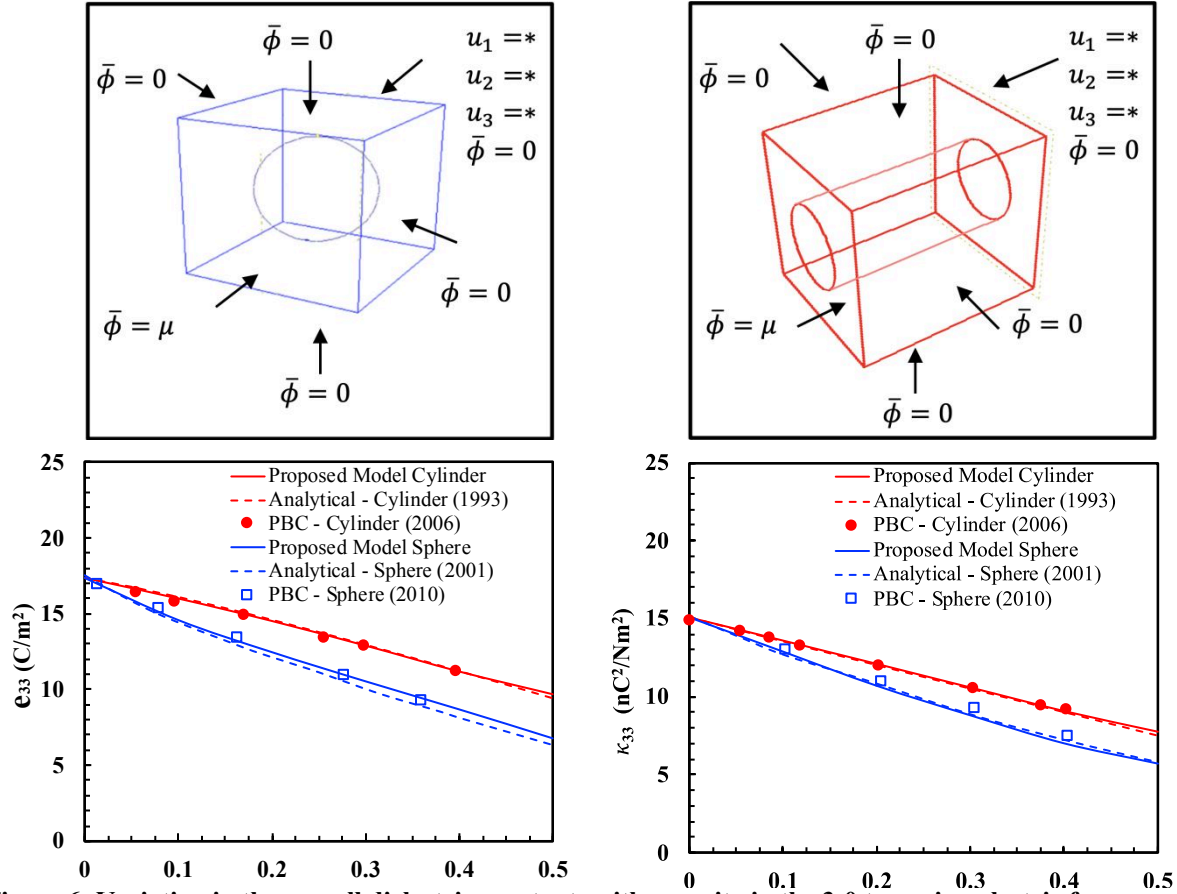 ϕ̄ = 0
ϕ̄ = 0
u₁ =∗
u₂ =∗
u₃ =∗
ϕ̄ = 0
ϕ̄ = 0
ϕ̄ = μ
ϕ̄ = 0
ϕ̄ = 0
ϕ̄ = 0
u₁ =∗
u₂ =∗
u₃ =∗
ϕ̄ = 0
ϕ̄ = μ
ϕ̄ = 0
ϕ̄ = 0
25
20
15
10
5
0
e₃₃ (C/m²)
Proposed Model Cylinder
Analytical - Cylinder (1993)
PBC - Cylinder (2006)
Proposed Model Sphere
Analytical - Sphere (2001)
PBC - Sphere (2010)
0 0.1 0.2 0.3 0.4 0.5
25
20
15
10
5
0
κ₃₃ (nC²/Nm²)
Proposed Model Cylinder
Analytical - Cylinder (1993)
PBC - Cylinder (2006)
Proposed Model Sphere
Analytical - Sphere (2001)
PBC - Sphere (2010)
0 0.1 0.2 0.3 0.4 0.5